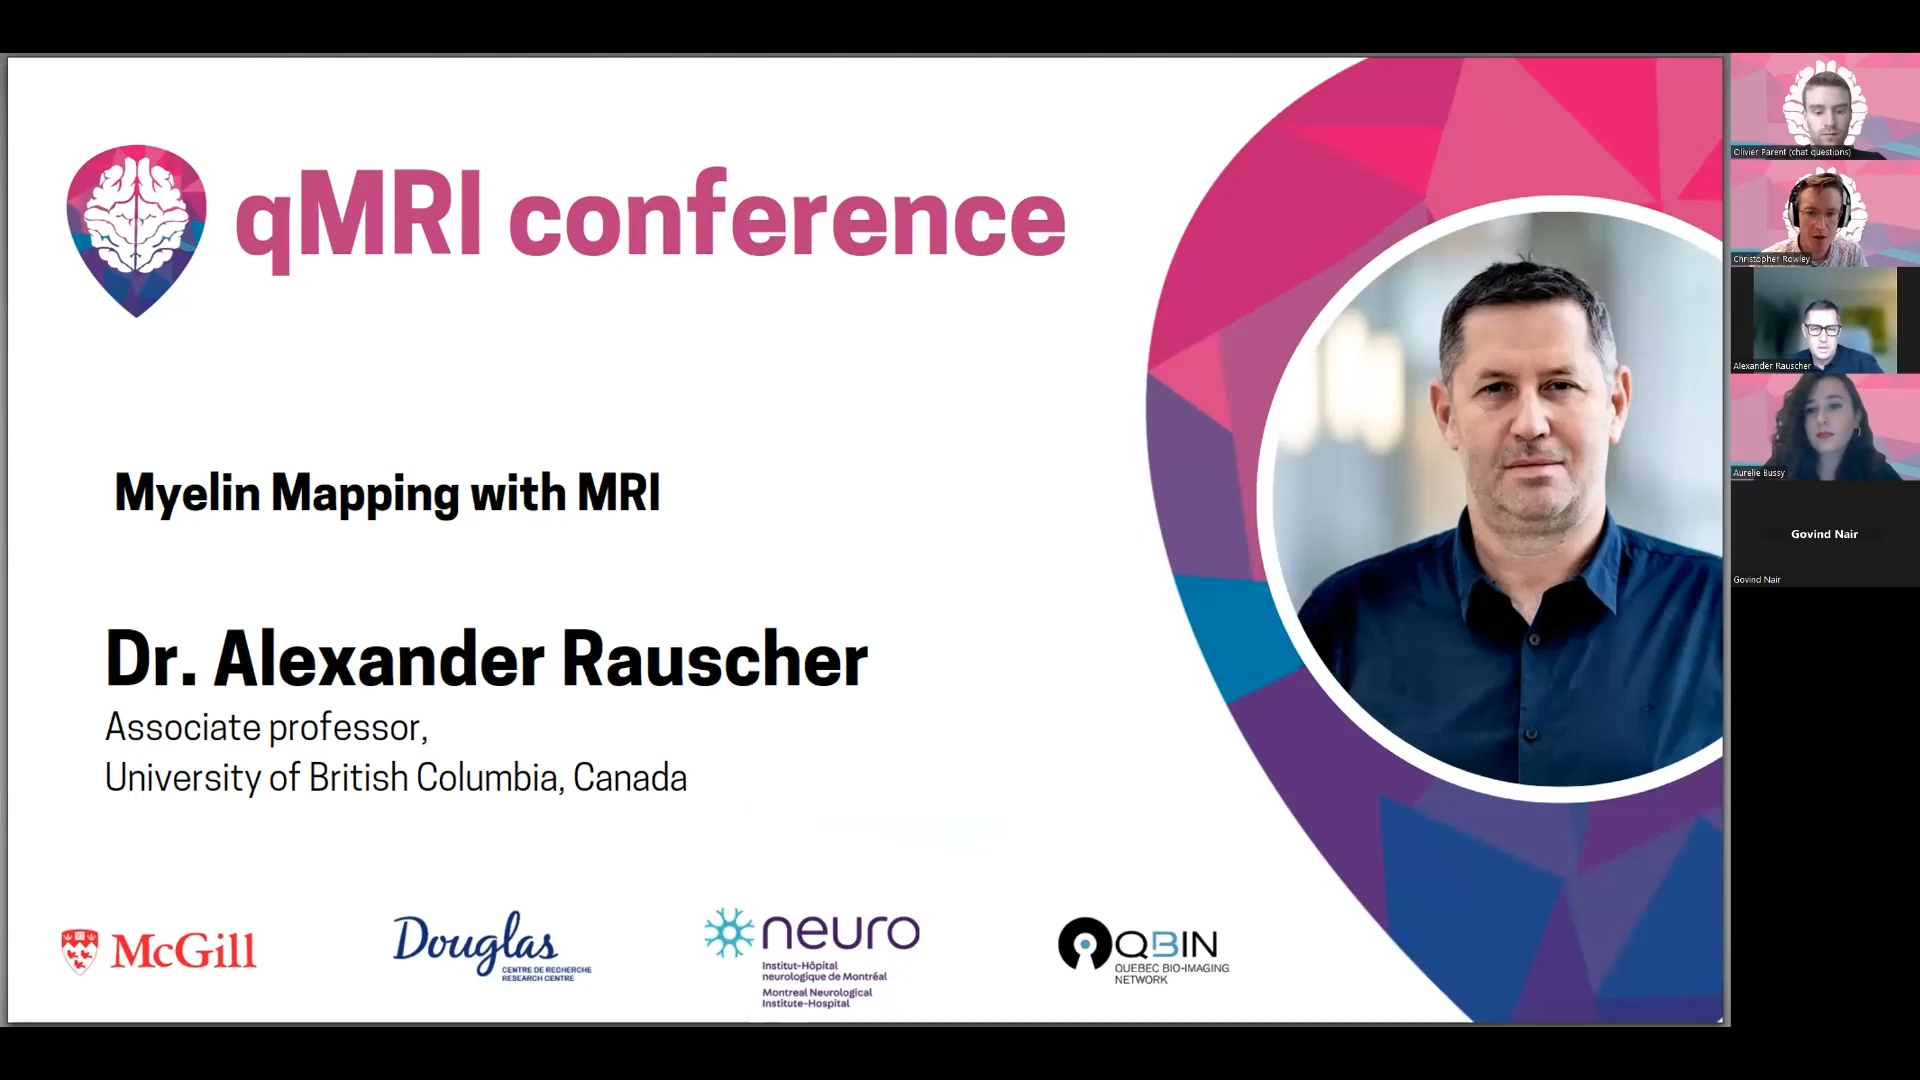 qMRI conference
Myelin Mapping with MRI
Dr. Alexander Rauscher
Associate professor,
University of British Columbia, Canada
McGill
Douglas
CENTRE DE RECHERCHE
RESEARCH CENTRE
neuro
Institut-Hôpital
neurologique de Montréal
Montreal Neurological
Institute-Hospital
QBIN
QUEBEC BIO-IMAGING
NETWORK
Olivier Parent (chat questions)
Christopher Rowley
Alexander Rauscher
Aurelie Bussy
Govind Nair
Govind Nair